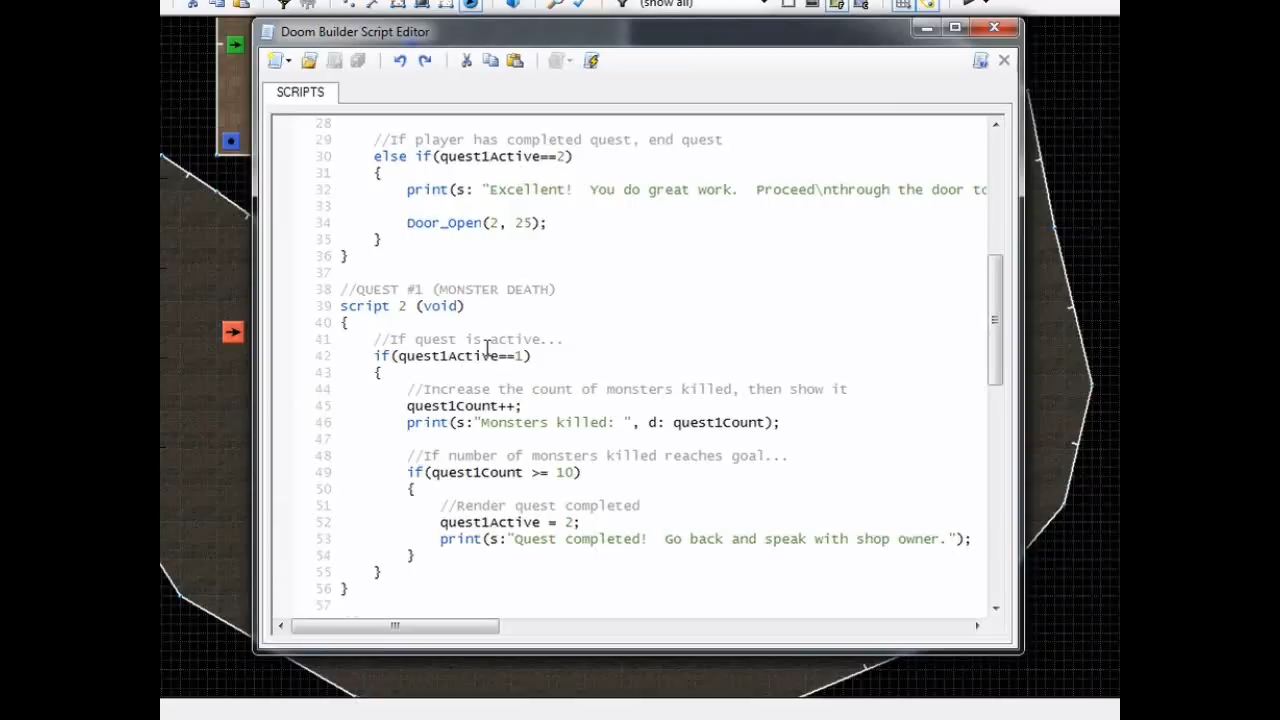 (show all)
Doom Builder Script Editor
SCRIPTS
28
29 //If player has completed quest, end quest
30 else if(quest1Active==2)
31 {
32 print(s: "Excellent!  You do great work.  Proceed\nthrough the door to
33
34 Door_Open(2, 25);
35 }
36 }
37
38 //QUEST #1 (MONSTER DEATH)
39 script 2 (void)
40 {
41 //If quest is active...
42 if(quest1Active==1)
43 {
44 //Increase the count of monsters killed, then show it
45 quest1Count++;
46 print(s:"Monsters killed: ", d: quest1Count);
47
48 //If number of monsters killed reaches goal...
49 if(quest1Count >= 10)
50 {
51 //Render quest completed
52 quest1Active = 2;
53 print(s:"Quest completed!  Go back and speak with shop owner.");
54 }
55 }
56 }
57